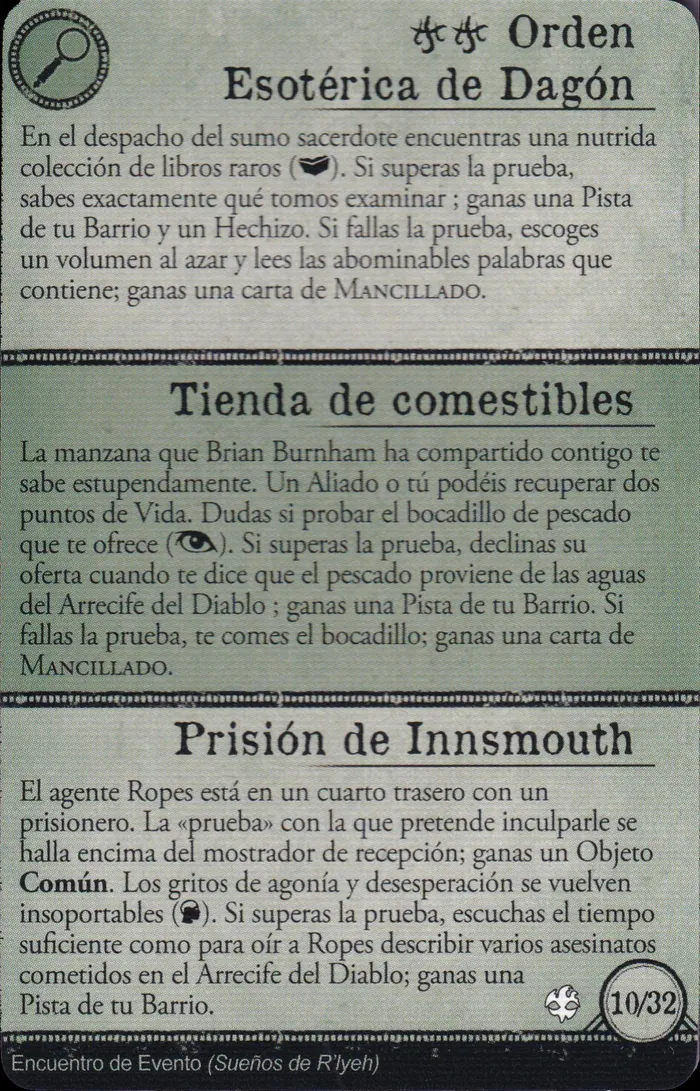 Orden
Esotérica de Dagón
En el despacho del sumo sacerdote encuentras una nutrida
colección de libros raros (). Si superas la prueba,
sabes exactamente qué tomos examinar ; ganas una Pista
de tu Barrio y un Hechizo. Si fallas la prueba, escoges
un volumen al azar y lees las abominables palabras que
contiene; ganas una carta de MANCILLADO.
Tienda de comestibles
La manzana que Brian Burnham ha compartido contigo te
sabe estupendamente. Un Aliado o tú podéis recuperar dos
puntos de Vida. Dudas si probar el bocadillo de pescado
que te ofrece (). Si superas la prueba, declinas su
oferta cuando te dice que el pescado proviene de las aguas
del Arrecife del Diablo ; ganas una Pista de tu Barrio. Si
fallas la prueba, te comes el bocadillo; ganas una carta de
MANCILLADO.
Prisión de Innsmouth
El agente Ropes está en un cuarto trasero con un
prisionero. La «prueba» con la que pretende inculparle se
halla encima del mostrador de recepción; ganas un Objeto
Común. Los gritos de agonía y desesperación se vuelven
insoportables (). Si superas la prueba, escuchas el tiempo
suficiente como para oír a Ropes describir varios asesinatos
cometidos en el Arrecife del Diablo; ganas una
Pista de tu Barrio.
10/32
Encuentro de Evento (Sueños de R'lyeh)